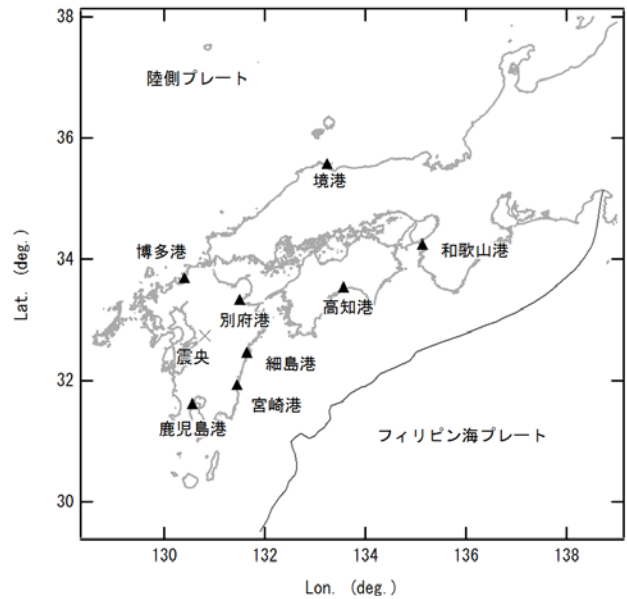 38
陸側プレート
36
境港
博多港
和歌山港
34
別府港
高知港
震央
細島港
32
宮崎港
鹿児島港
フィリピン海プレート
30
130
132
134
136
138
Lat. (deg.)
Lon. (deg.)